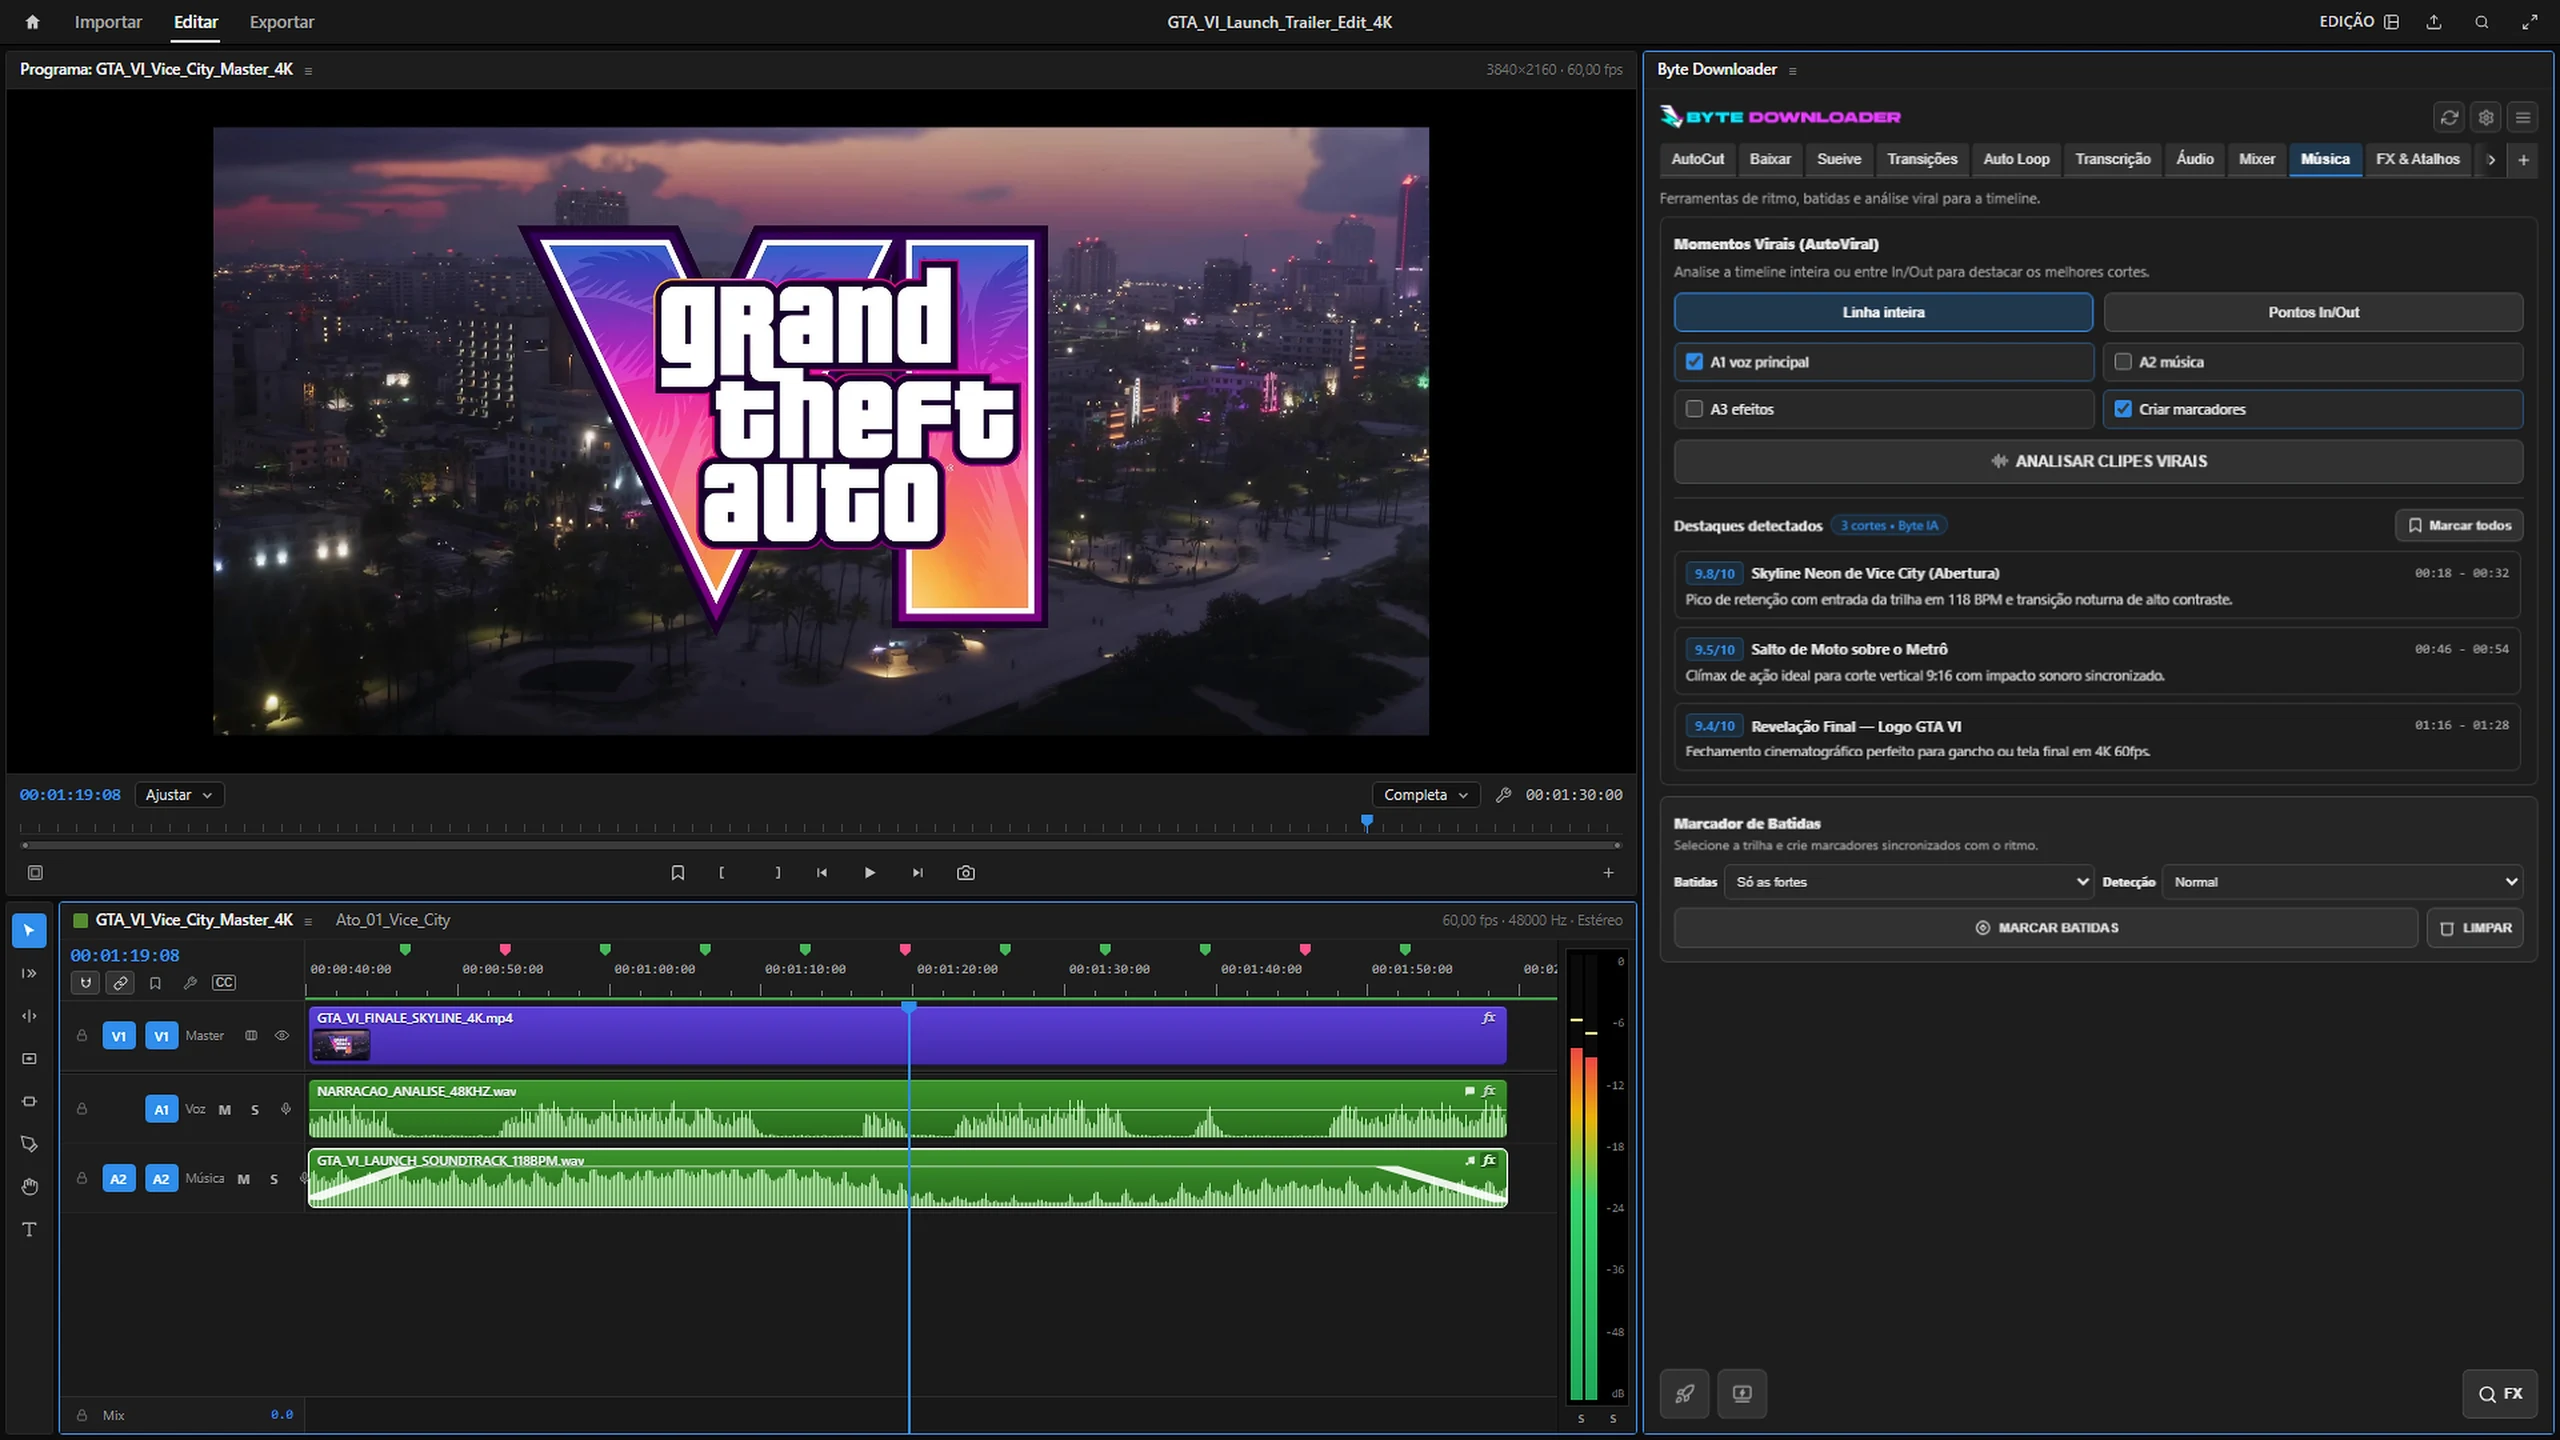 Importar Editar Exportar
GTA_VI_Launch_Trailer_Edit_4K
EDIÇÃO
Programa: GTA_VI_Vice_City_Master_4K
3840×2160 · 60,00 fps
VI
grand
theft
auto
00:01:19:08
Ajustar
Completa
00:01:30:00
GTA_VI_Vice_City_Master_4K
Ato_01_Vice_City
60,00 fps · 48000 Hz · Estéreo
00:01:19:08
00:00:40:00 00:00:50:00 00:01:00:00 00:01:10:00 00:01:20:00 00:01:30:00 00:01:40:00 00:01:50:00 00:02
CC
V1 V1 Master
GTA_VI_FINALE_SKYLINE_4K.mp4
fx
A1 Voz M S
NARRACAO_ANALISE_48KHZ.wav
fx
A2 A2 Música M S
GTA_VI_LAUNCH_SOUNDTRACK_118BPM.wav
fx
Mix 0.0
0
-6
-12
-18
-24
-30
-36
-48
dB
S S
Byte Downloader
BYTE DOWNLOADER
AutoCut Baixar Sueive Transições Auto Loop Transcrição Áudio Mixer Música FX & Atalhos
Ferramentas de ritmo, batidas e análise viral para a timeline.
Momentos Virais (AutoViral)
Analise a timeline inteira ou entre In/Out para destacar os melhores cortes.
Linha inteira
Pontos In/Out
A1 voz principal
A2 música
A3 efeitos
Criar marcadores
ANALISAR CLIPES VIRAIS
Destaques detectados
3 cortes • Byte IA
Marcar todos
9.8/10 Skyline Neon de Vice City (Abertura) 00:18 - 00:32
Pico de retenção com entrada da trilha em 118 BPM e transição noturna de alto contraste.
9.5/10 Salto de Moto sobre o Metrô 00:46 - 00:54
Clímax de ação ideal para corte vertical 9:16 com impacto sonoro sincronizado.
9.4/10 Revelação Final — Logo GTA VI 01:16 - 01:28
Fechamento cinematográfico perfeito para gancho ou tela final em 4K 60fps.
Marcador de Batidas
Selecione a trilha e crie marcadores sincronizados com o ritmo.
Batidas Só as fortes Detecção Normal
MARCAR BATIDAS
LIMPAR
FX